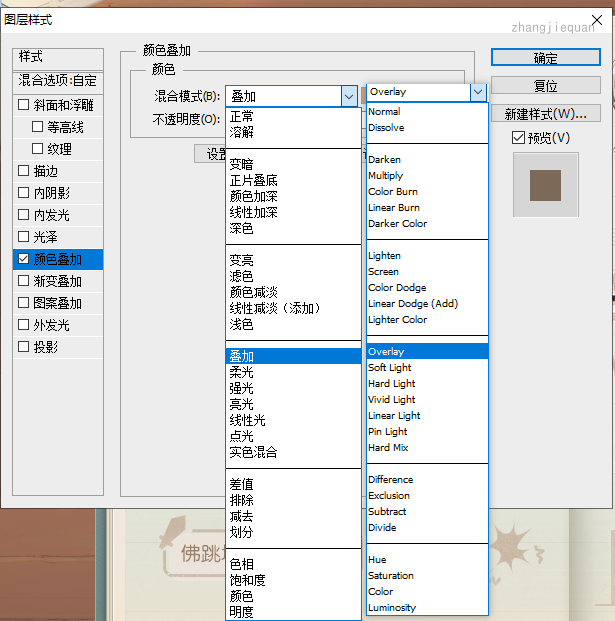 图层样式
zhangjiequan
样式
混合选项:自定
斜面和浮雕
等高线
纹理
描边
内阴影
内发光
光泽
颜色叠加
渐变叠加
图案叠加
外发光
投影
颜色叠加
颜色
混合模式(B):
叠加
Overlay
不透明度(O):
正常
溶解
变暗
正片叠底
颜色加深
线性加深
深色
变亮
滤色
颜色减淡
线性减淡（添加）
浅色
叠加
柔光
强光
亮光
线性光
点光
实色混合
差值
排除
减去
划分
色相
饱和度
颜色
明度
Normal
Dissolve
Darken
Multiply
Color Burn
Linear Burn
Darker Color
Lighten
Screen
Color Dodge
Linear Dodge (Add)
Lighter Color
Overlay
Soft Light
Hard Light
Vivid Light
Linear Light
Pin Light
Hard Mix
Difference
Exclusion
Subtract
Divide
Hue
Saturation
Color
Luminosity
确定
复位
新建样式(W)...
预览(V)
设置
佛跳